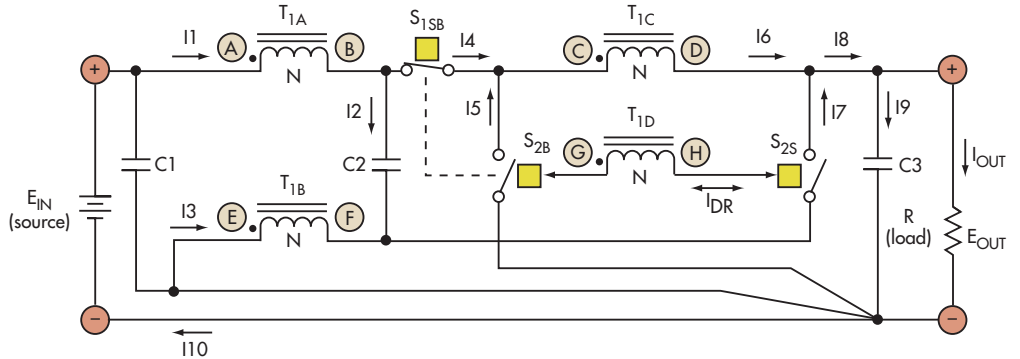 I1
T1A
S1SB
I4
T1C
I6
I8
A
B
C
D
+
+
N
N
I2
I5
T1D
I7
I9
S2B
S2S
IOUT
C1
C2
G
H
C3
N
IDR
EIN
(source)
T1B
I3
E
F
N
R
(load)
EOUT
−
−
I10